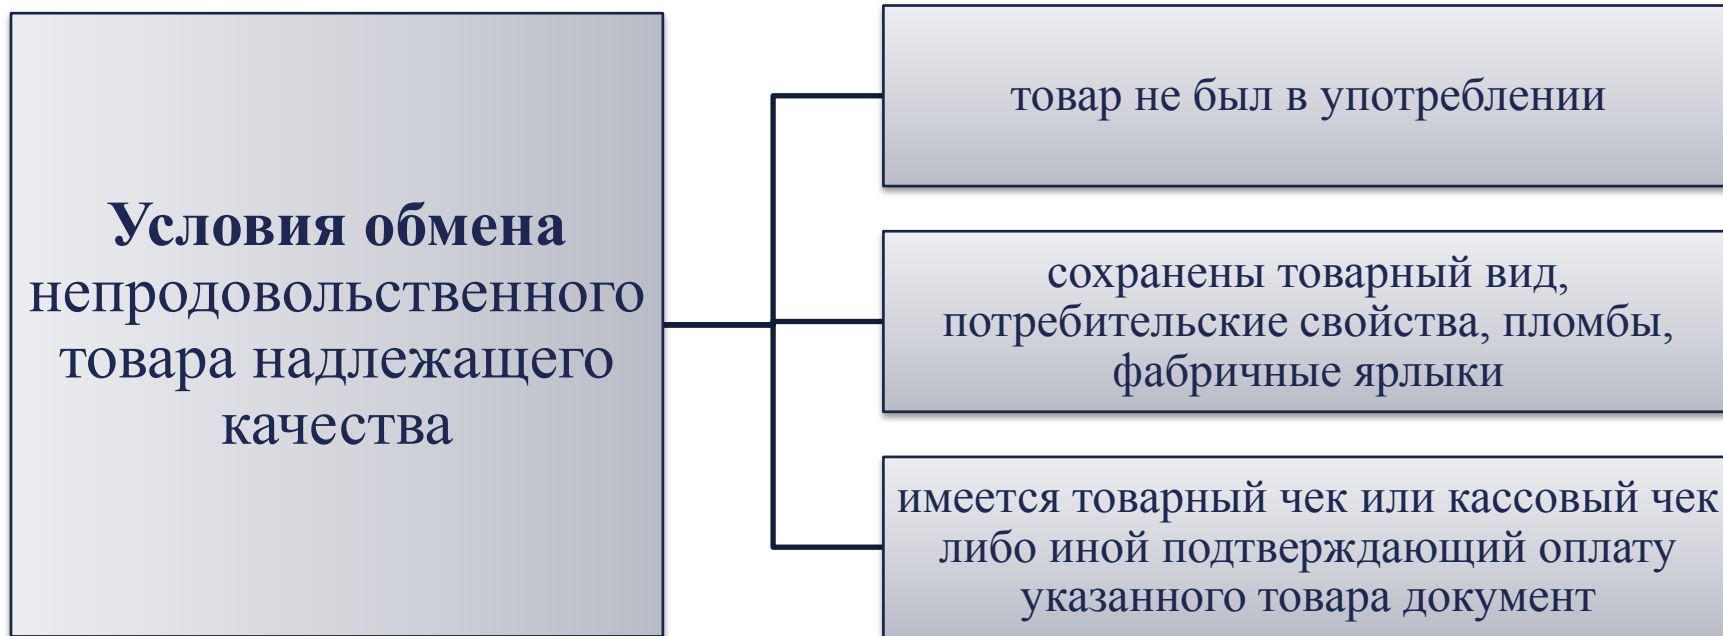 Условия обмена
непродовольственного
товара надлежащего
качества
товар не был в употреблении
сохранены товарный вид,
потребительские свойства, пломбы,
фабричные ярлыки
имеется товарный чек или кассовый чек
либо иной подтверждающий оплату
указанного товара документ